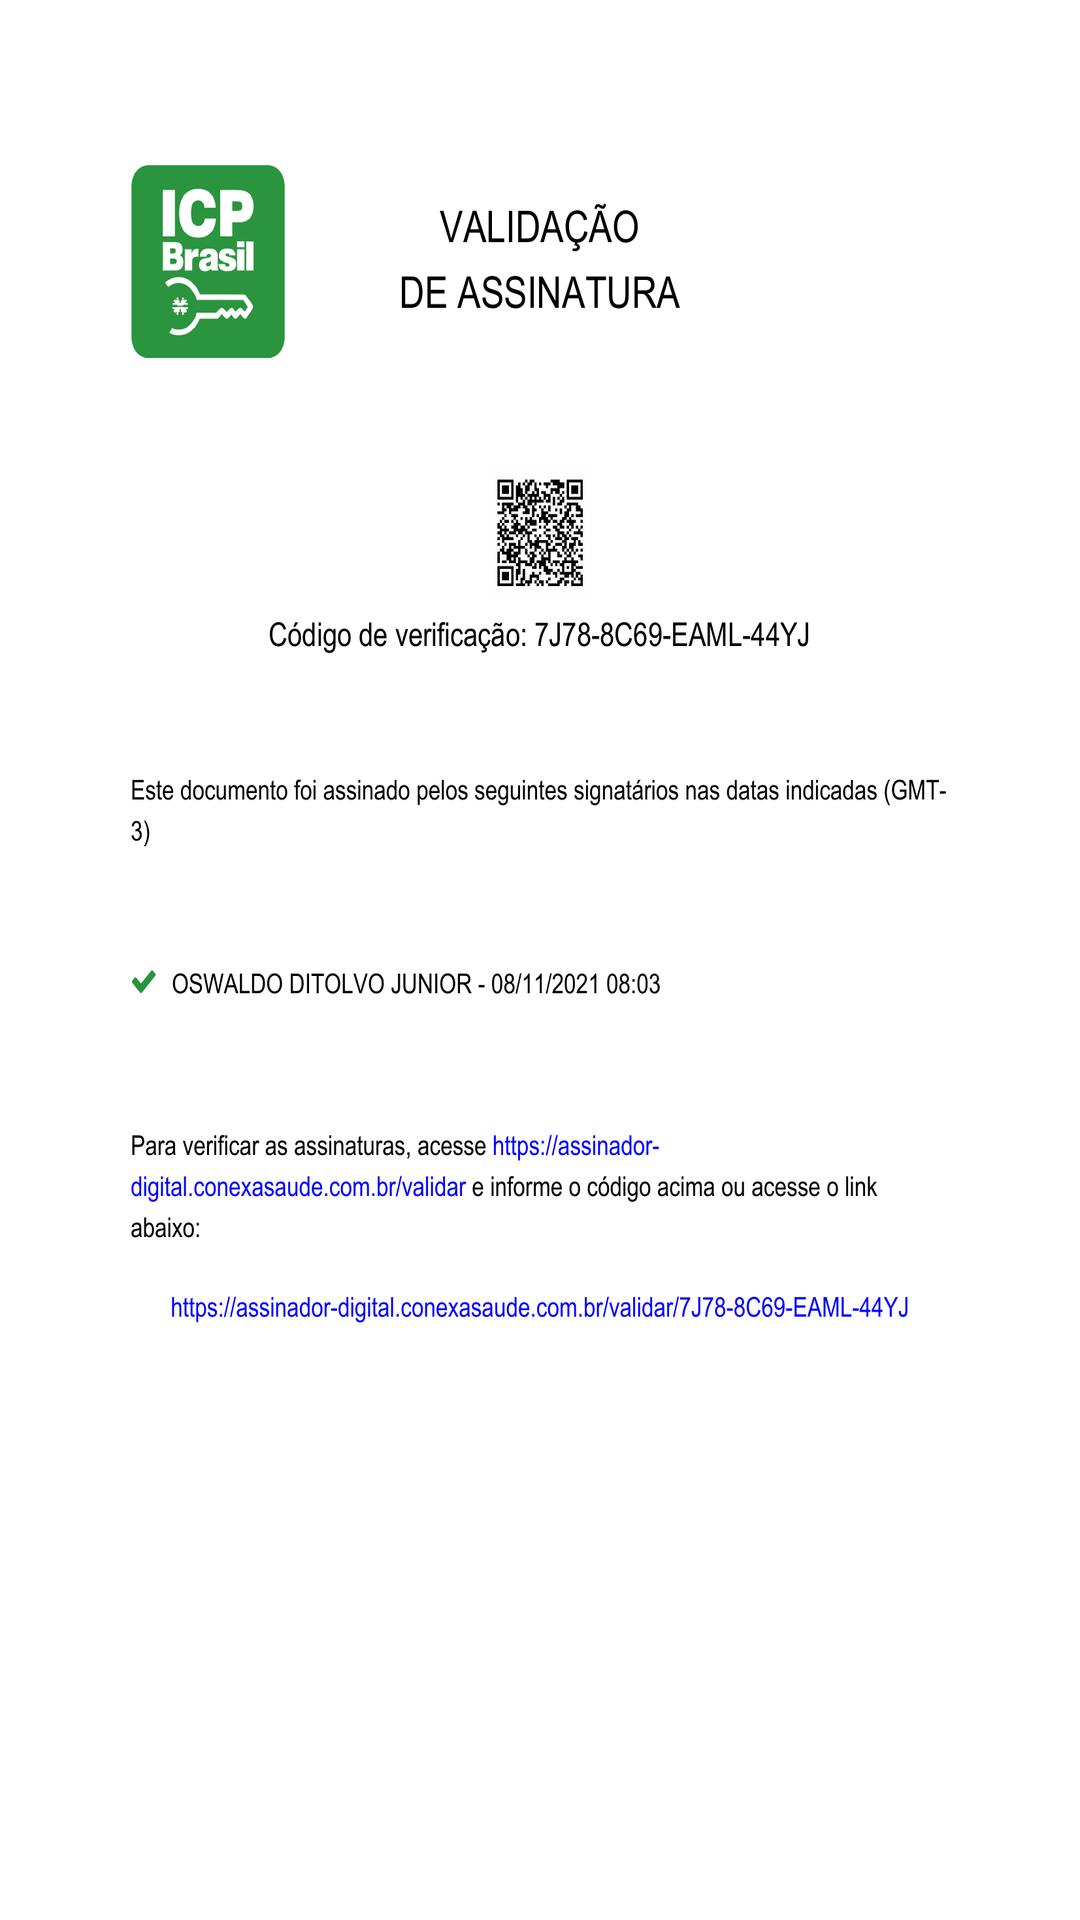 ICP
Brasil
VALIDAÇÃO
DE ASSINATURA
Código de verificação: 7J78-8C69-EAML-44YJ
Este documento foi assinado pelos seguintes signatários nas datas indicadas (GMT-
3)
OSWALDO DITOLVO JUNIOR - 08/11/2021 08:03
Para verificar as assinaturas, acesse https://assinador-
digital.conexasaude.com.br/validar e informe o código acima ou acesse o link
abaixo:
https://assinador-digital.conexasaude.com.br/validar/7J78-8C69-EAML-44YJ